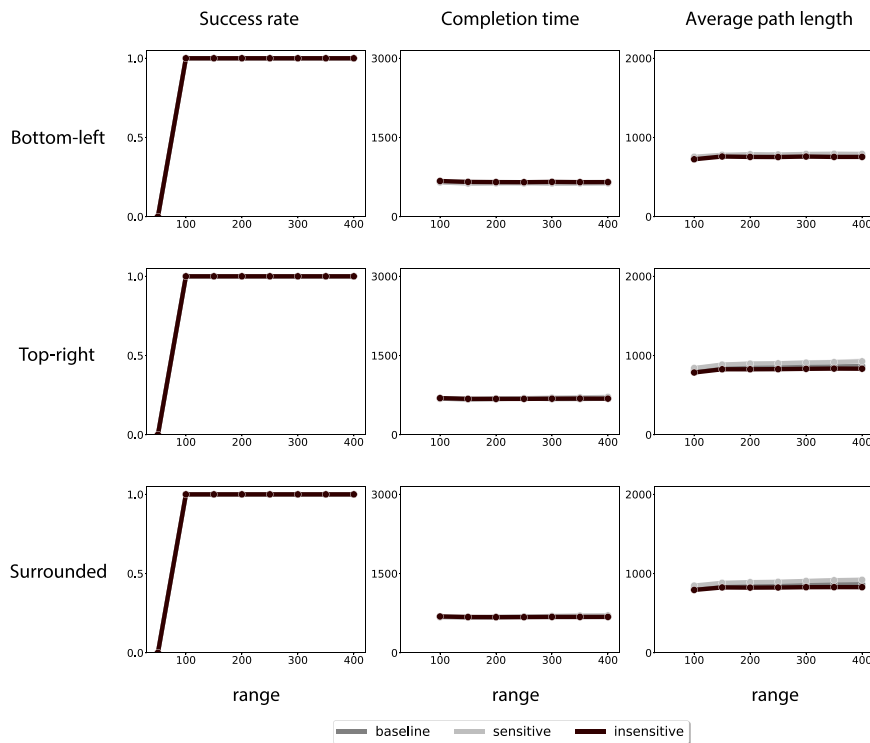 Success rate Completion time Average path length
Bottom-left
1.0
0.5
0.0
100 200 300 400
3000
1500
0
100 200 300 400
2000
1000
0
100 200 300 400
Top-right
1.0
0.5
0.0
100 200 300 400
3000
1500
0
100 200 300 400
2000
1000
0
100 200 300 400
Surrounded
1.0
0.5
0.0
100 200 300 400
3000
1500
0
100 200 300 400
2000
1000
0
100 200 300 400
range range range
baseline sensitive insensitive